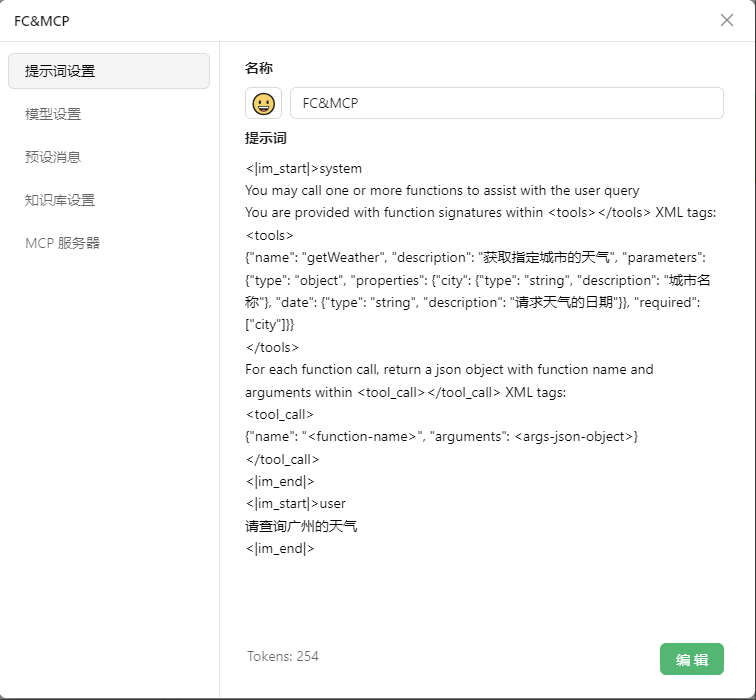 FC&MCP
提示词设置
模型设置
预设消息
知识库设置
MCP 服务器
名称
FC&MCP
提示词
<|im_start|>system
You may call one or more functions to assist with the user query
You are provided with function signatures within <tools></tools> XML tags:
<tools>
{"name": "getWeather", "description": "获取指定城市的天气", "parameters":
{"type": "object", "properties": {"city": {"type": "string", "description": "城市名
称"}, "date": {"type": "string", "description": "请求天气的日期"}}, "required":
["city"]}}
</tools>
For each function call, return a json object with function name and
arguments within <tool_call></tool_call> XML tags:
<tool_call>
{"name": "<function-name>", "arguments": <args-json-object>}
</tool_call>
<|im_end|>
<|im_start|>user
请查询广州的天气
<|im_end|>
Tokens: 254
编 辑